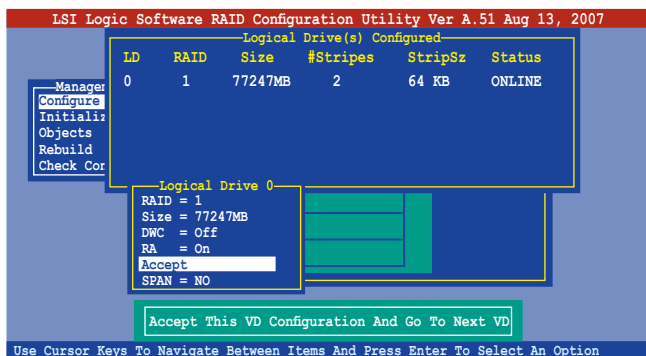 LSI Logic Software RAID Configuration Utility Ver A.51 Aug 13, 2007
Logical Drive(s) Configured
LD RAID Size #Stripes StripSz Status
0 1 77247MB 2 64 KB ONLINE
Manager
Configure
Initializ
Objects
Rebuild
Check Con
Logical Drive 0
RAID = 1
Size = 77247MB
DWC = Off
RA = On
Accept
SPAN = NO
Accept This VD Configuration And Go To Next VD
Use Cursor Keys To Navigate Between Items And Press Enter To Select An Option